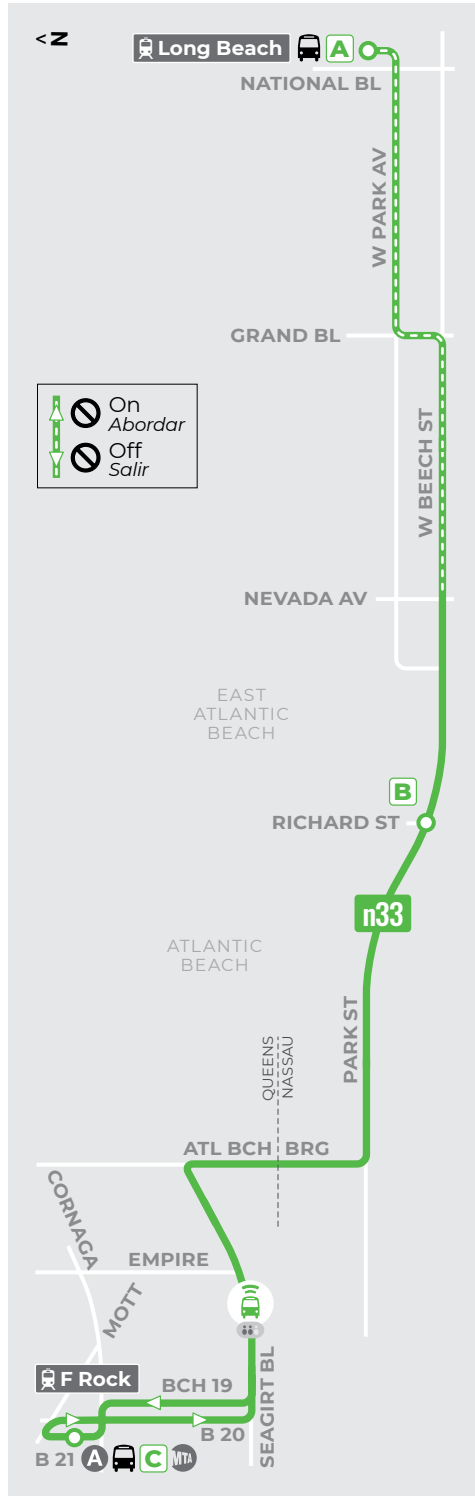 < N
Long Beach A
NATIONAL BL
W PARK AV
GRAND BL
On
Abordar
Off
Salir
W BEECH ST
NEVADA AV
EAST
ATLANTIC
BEACH
B
RICHARD ST
n33
ATLANTIC
BEACH
PARK ST
QUEENS
NASSAU
ATL BCH BRG
CORNAGA
EMPIRE
MOTT
SEAGIRT BL
F Rock
BCH 19
B 20
B 21 A C MTA